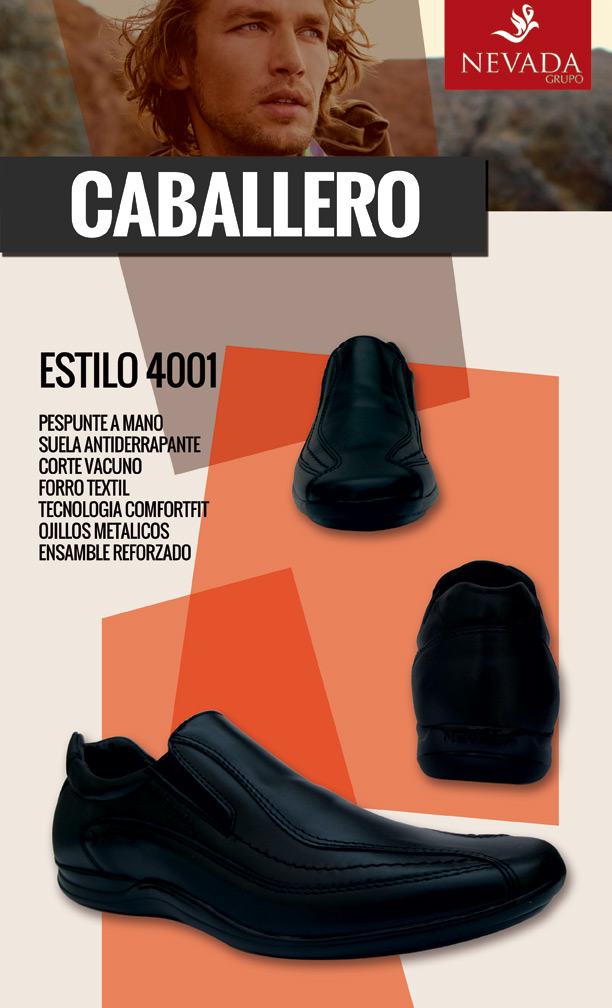 NEVADA
GRUPO
CABALLERO
ESTILO 4001
PESPUNTE A MANO
SUELA ANTIDERRAPANTE
CORTE VACUNO
FORRO TEXTIL
TECNOLOGIA COMFORTFIT
OJILLOS METALICOS
ENSAMBLE REFORZADO
NEVADA